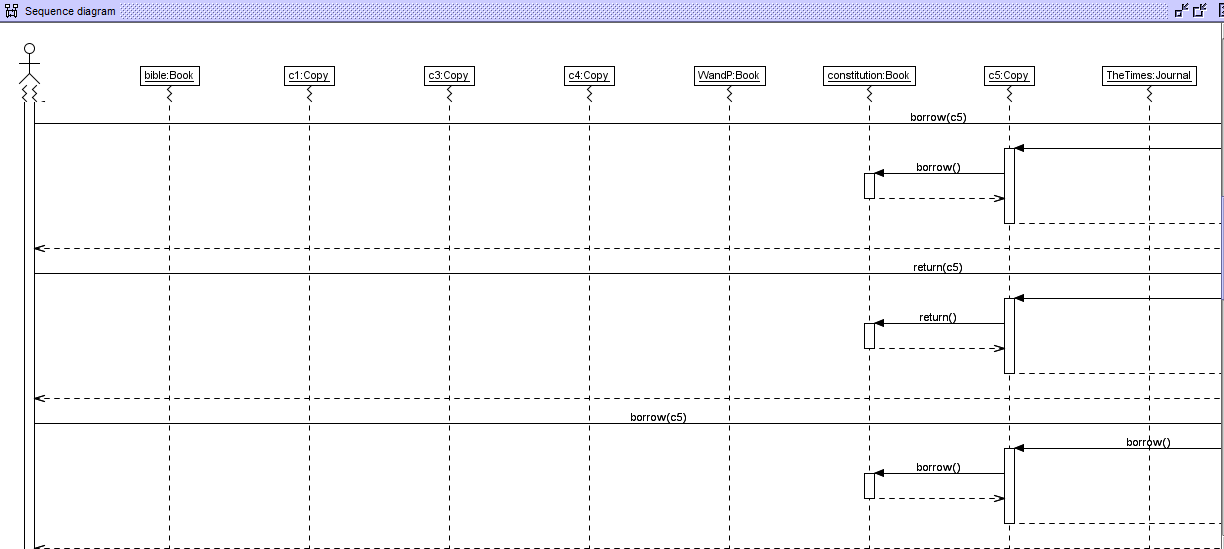 Sequence diagram
bible:Book c1:Copy c3:Copy c4:Copy WandP:Book constitution:Book c5:Copy TheTimes:Journal
borrow(c5)
borrow()
return(c5)
return()
borrow(c5)
borrow()
borrow()